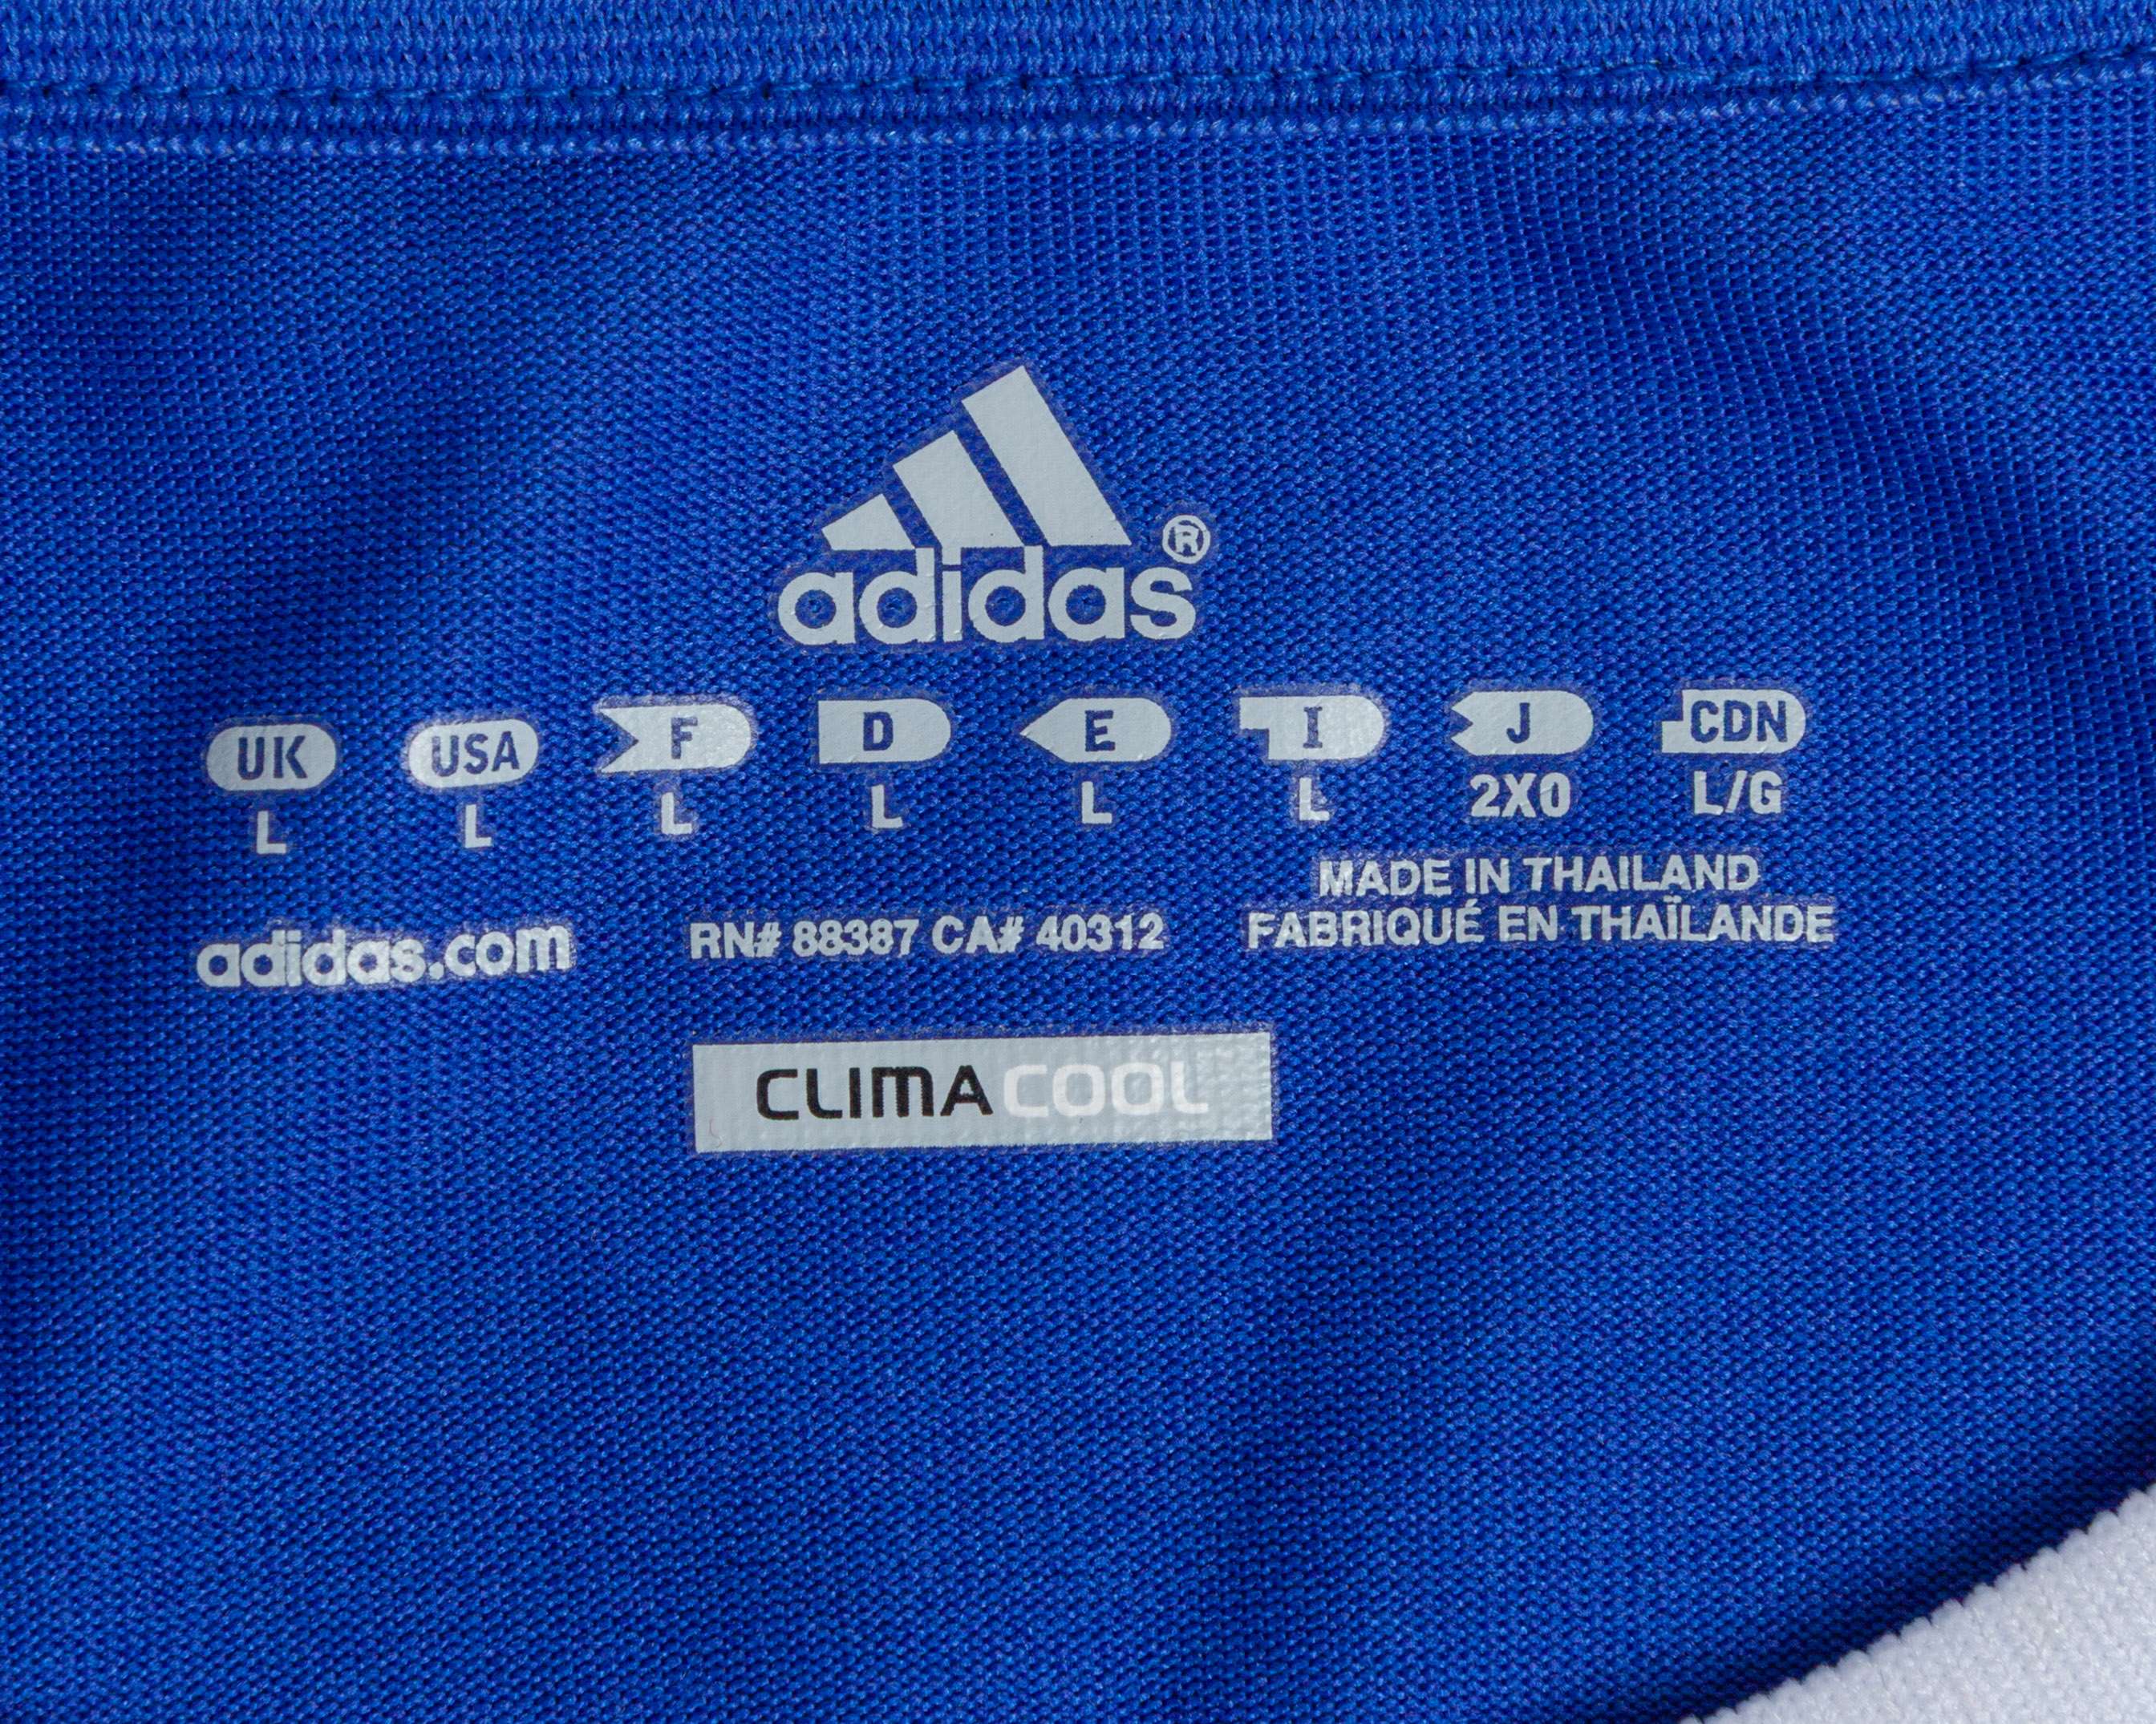 adidas®
UK USA F D E I J CDN
L L L L L L 2XO L/G
MADE IN THAILAND
FABRIQUÉ EN THAÏLANDE
adidas.com RN# 88387 CA# 40312
CLIMACOOL